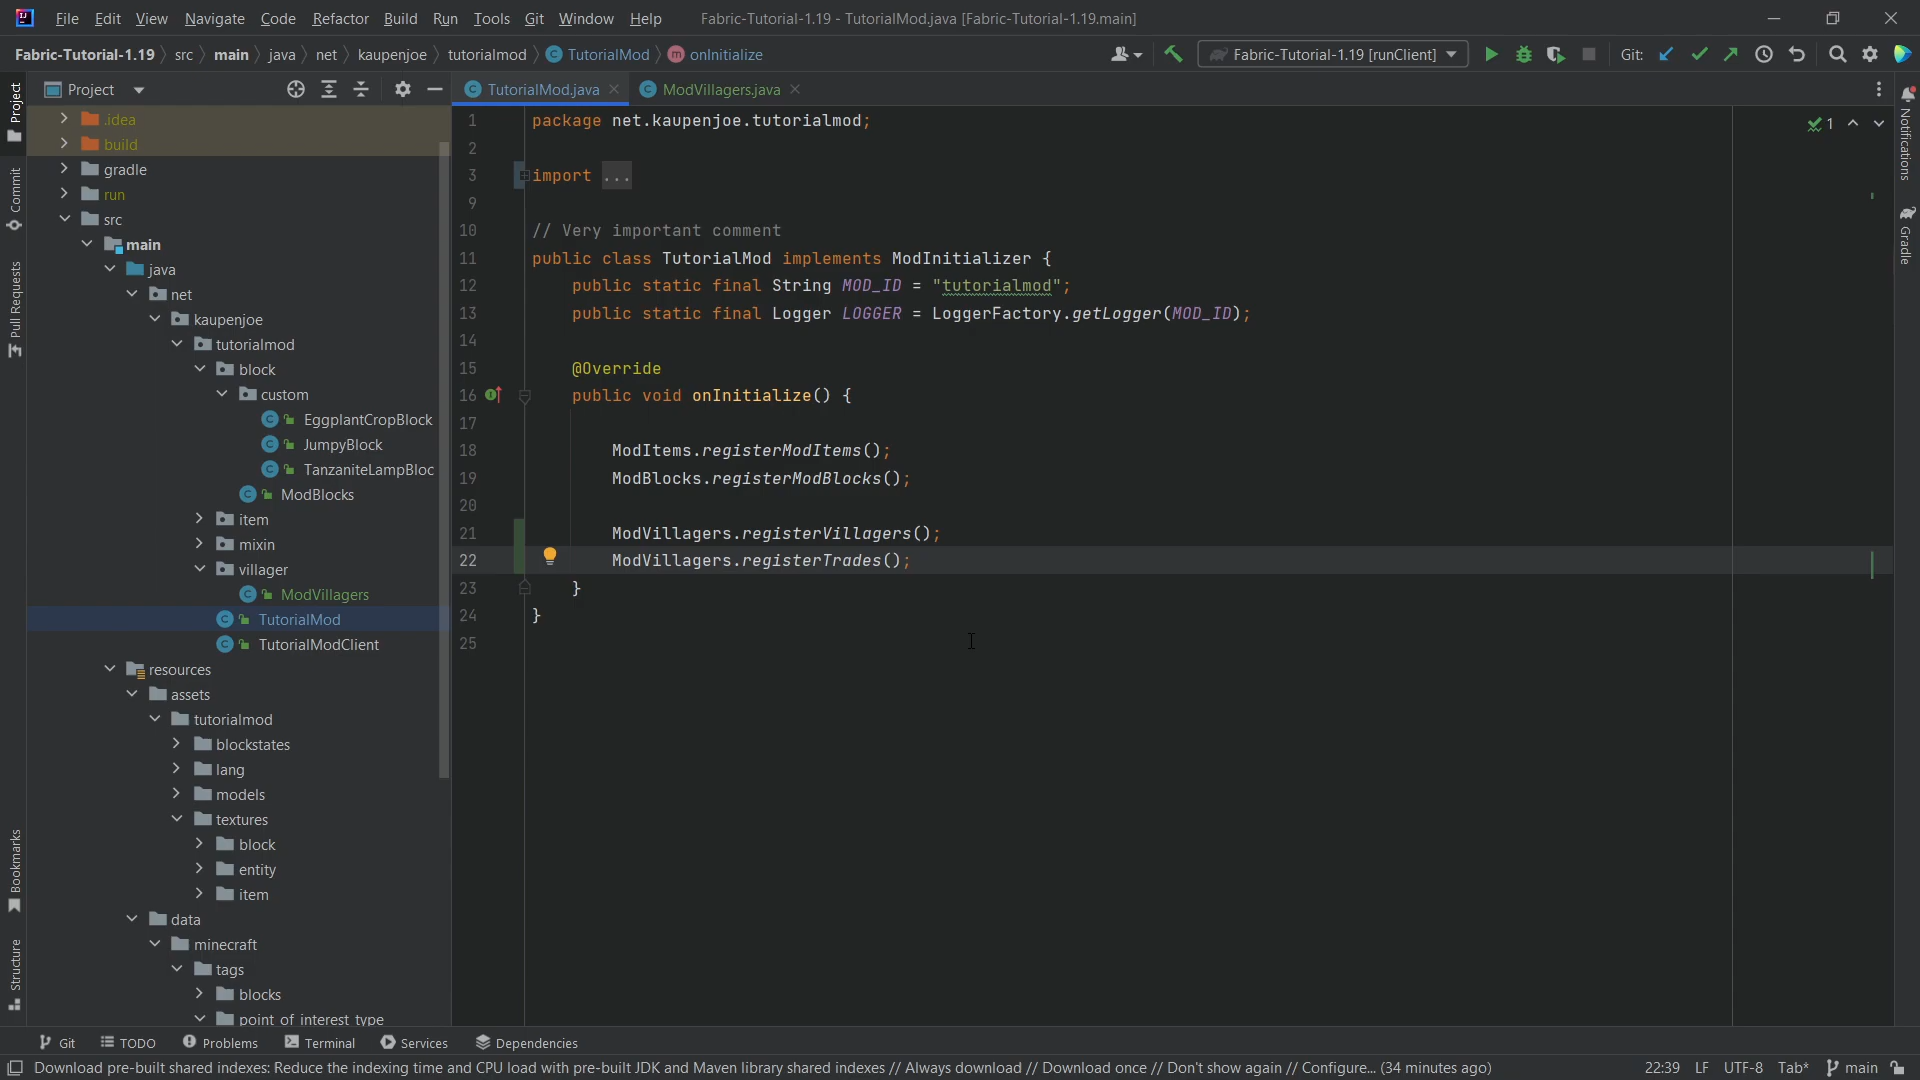 File Edit View Navigate Code Refactor Build Run Tools Git Window Help Fabric-Tutorial-1.19 - TutorialMod.java [Fabric-Tutorial-1.19.main]
Fabric-Tutorial-1.19 src main java net kaupenjoe tutorialmod TutorialMod onInitialize Fabric-Tutorial-1.19 [runClient] Git:
Project TutorialMod.java ModVillagers.java
Project
Commit
Pull Requests
Bookmarks
Structure
.idea
build
gradle
run
src
main
java
net
kaupenjoe
tutorialmod
block
custom
EggplantCropBlock
JumpyBlock
TanzaniteLampBloc
ModBlocks
item
mixin
villager
ModVillagers
TutorialMod
TutorialModClient
resources
assets
tutorialmod
blockstates
lang
models
textures
block
entity
item
data
minecraft
tags
blocks
point_of_interest_type
1 package net.kaupenjoe.tutorialmod;
2
3 import ...
9
10 // Very important comment
11 public class TutorialMod implements ModInitializer {
12 public static final String MOD_ID = "tutorialmod";
13 public static final Logger LOGGER = LoggerFactory.getLogger(MOD_ID);
14
15 @Override
16 public void onInitialize() {
17
18 ModItems.registerModItems();
19 ModBlocks.registerModBlocks();
20
21 ModVillagers.registerVillagers();
22 ModVillagers.registerTrades();
23 }
24 }
25
1
Notifications
Gradle
Git TODO Problems Terminal Services Dependencies
Download pre-built shared indexes: Reduce the indexing time and CPU load with pre-built JDK and Maven library shared indexes // Always download // Download once // Don't show again // Configure... (34 minutes ago) 22:39 LF UTF-8 Tab* main